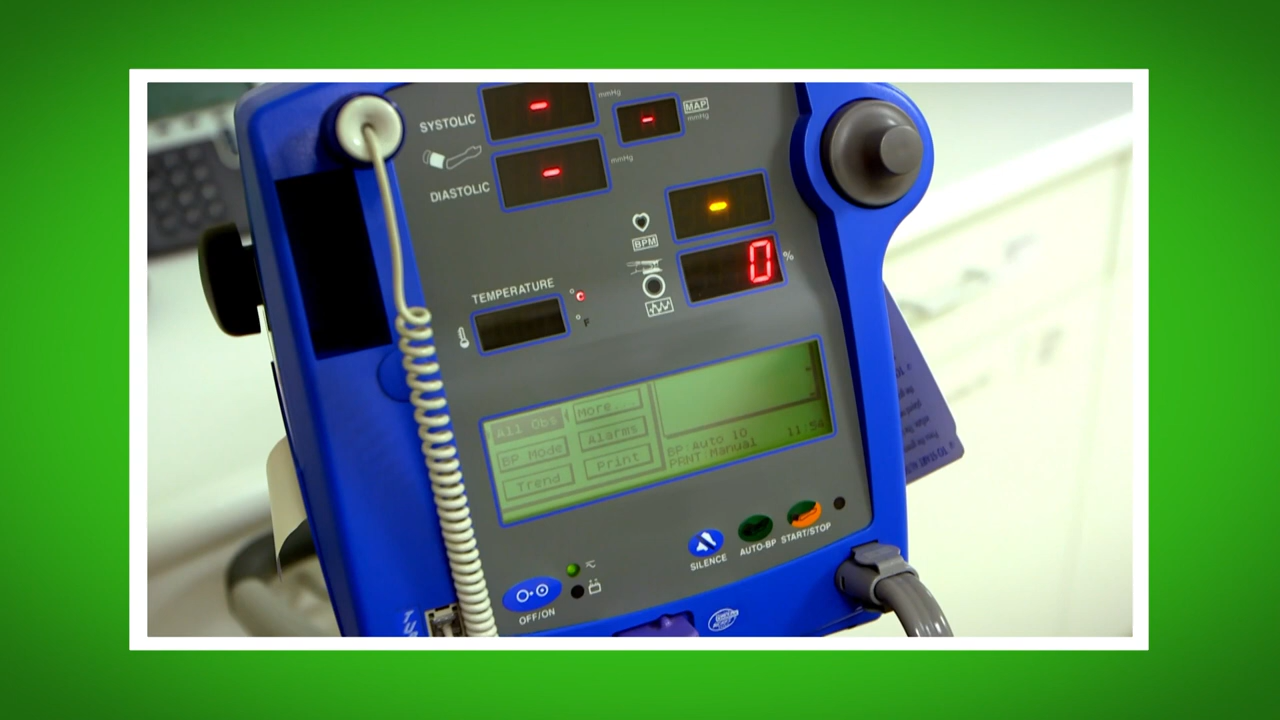 mmHg
SYSTOLIC
MAP
mmHg
mmHg
DIASTOLIC
BPM
0 %
TEMPERATURE
°C
°F
All Obs More...
BP Mode Alarms
Trend Print
BP:Auto 10 11:54
PRNT:Manual
SILENCE AUTO-BP START/STOP
OFF/ON